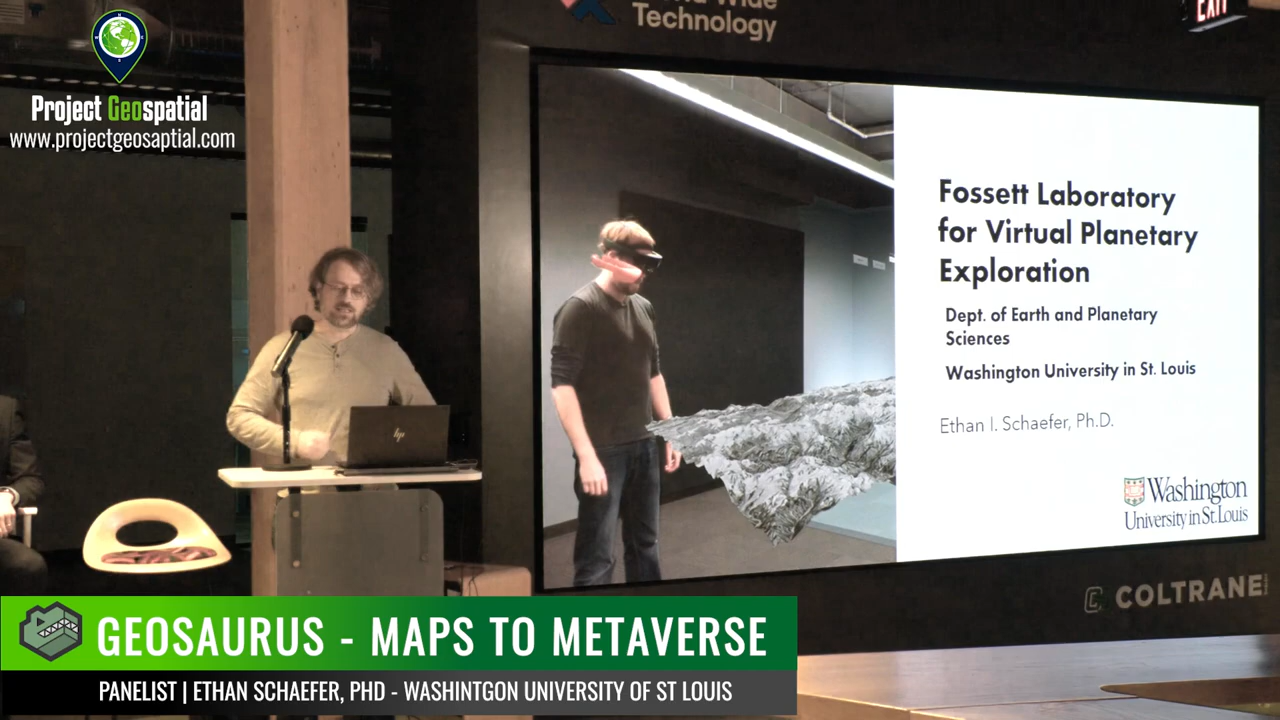 Project Geospatial
www.projectgeosaptial.com
Technology
EXIT
Fossett Laboratory
for Virtual Planetary
Exploration
Dept. of Earth and Planetary
Sciences
Washington University in St. Louis
Ethan I. Schaefer, Ph.D.
Washington
University in St. Louis
hp
COLTRANE
GEOSAURUS - MAPS TO METAVERSE
PANELIST | ETHAN SCHAEFER, PHD - WASHINTGON UNIVERSITY OF ST LOUIS